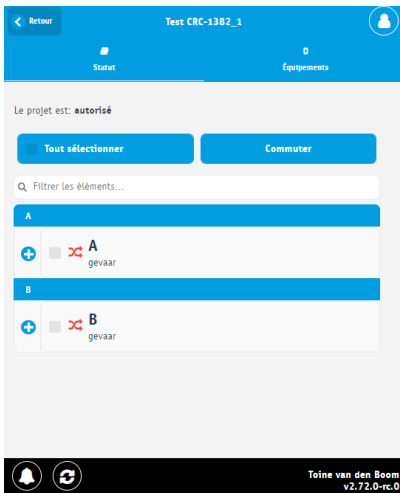 Retour
Test CRC-1382_1
Statut
Équipements
Le projet est: autorisé
Tout sélectionner
Commuter
Filtrer les éléments...
A
A
gevaar
B
B
gevaar
Toine van den Boom
v2.72.0-rc.0